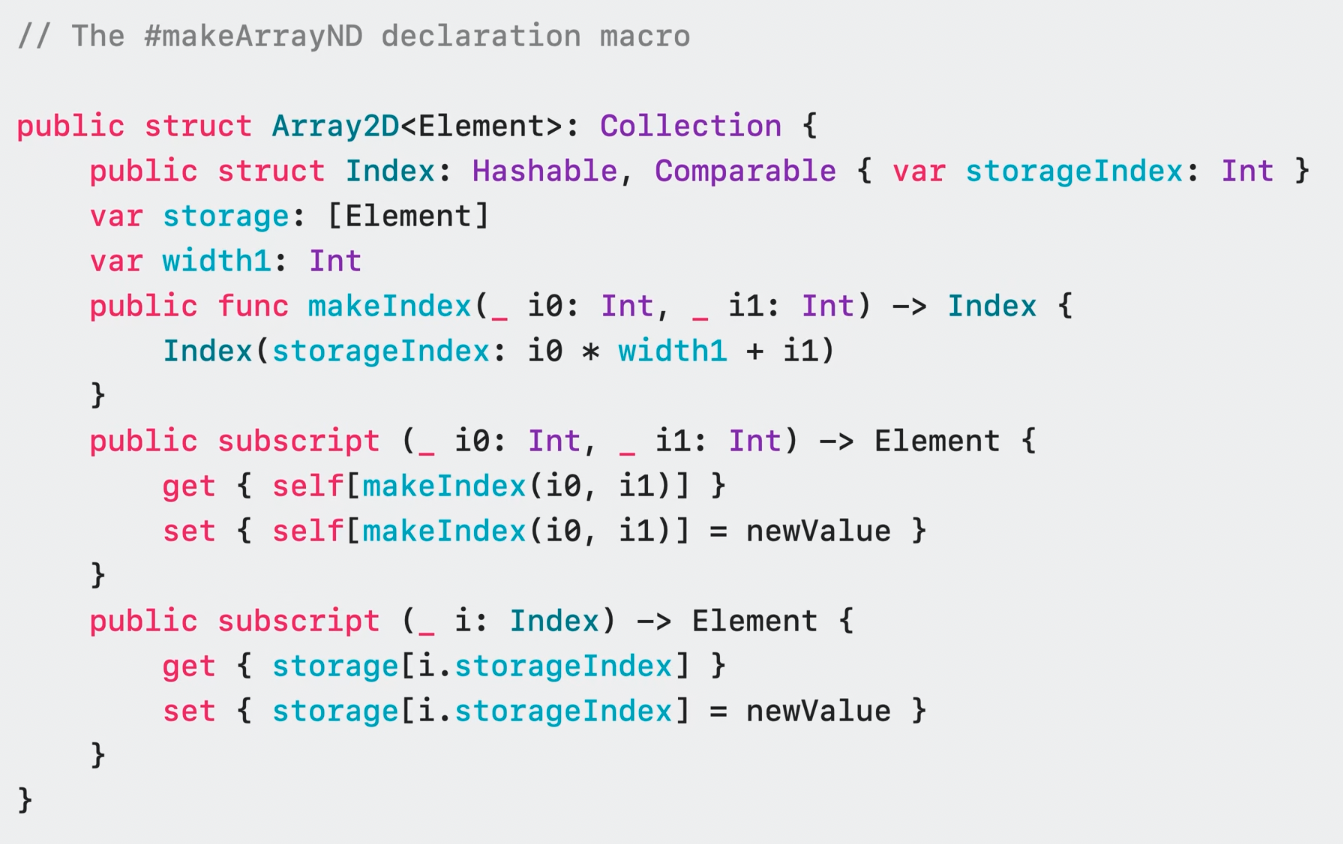 // The #makeArrayND declaration macro
public struct Array2D<Element>: Collection {
    public struct Index: Hashable, Comparable { var storageIndex: Int }
    var storage: [Element]
    var width1: Int
    public func makeIndex(_ i0: Int, _ i1: Int) -> Index {
        Index(storageIndex: i0 * width1 + i1)
    }
    public subscript (_ i0: Int, _ i1: Int) -> Element {
        get { self[makeIndex(i0, i1)] }
        set { self[makeIndex(i0, i1)] = newValue }
    }
    public subscript (_ i: Index) -> Element {
        get { storage[i.storageIndex] }
        set { storage[i.storageIndex] = newValue }
    }
}